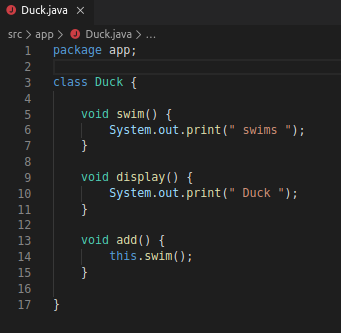 Duck.java ×
src > app > Duck.java > ...
1 package app;
2
3 class Duck {
4
5     void swim() {
6         System.out.print(" swims ");
7     }
8
9     void display() {
10         System.out.print(" Duck ");
11     }
12
13     void add() {
14         this.swim();
15     }
16
17 }